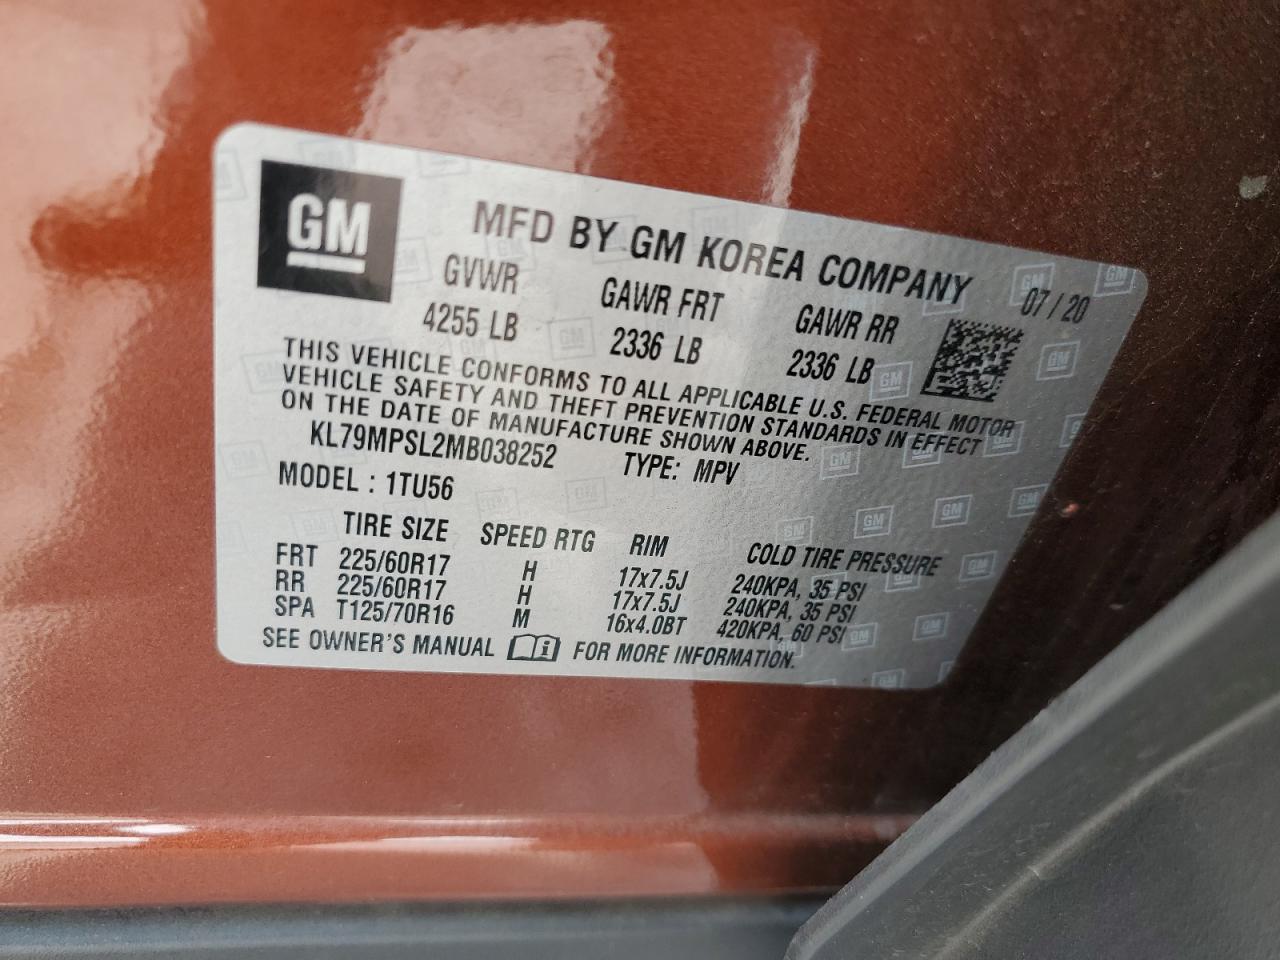 GM
MFD BY GM KOREA COMPANY
07 / 20
GVWR GAWR FRT GAWR RR
4255 LB 2336 LB 2336 LB
THIS VEHICLE CONFORMS TO ALL APPLICABLE U.S. FEDERAL MOTOR
VEHICLE SAFETY AND THEFT PREVENTION STANDARDS IN EFFECT
ON THE DATE OF MANUFACTURE SHOWN ABOVE.
KL79MPSL2MB038252 TYPE: MPV
MODEL : 1TU56
TIRE SIZE SPEED RTG RIM COLD TIRE PRESSURE
FRT 225/60R17 H 17x7.5J 240KPA, 35 PSI
RR 225/60R17 H 17x7.5J 240KPA, 35 PSI
SPA T125/70R16 M 16x4.0BT 420KPA, 60 PSI
SEE OWNER'S MANUAL i FOR MORE INFORMATION.